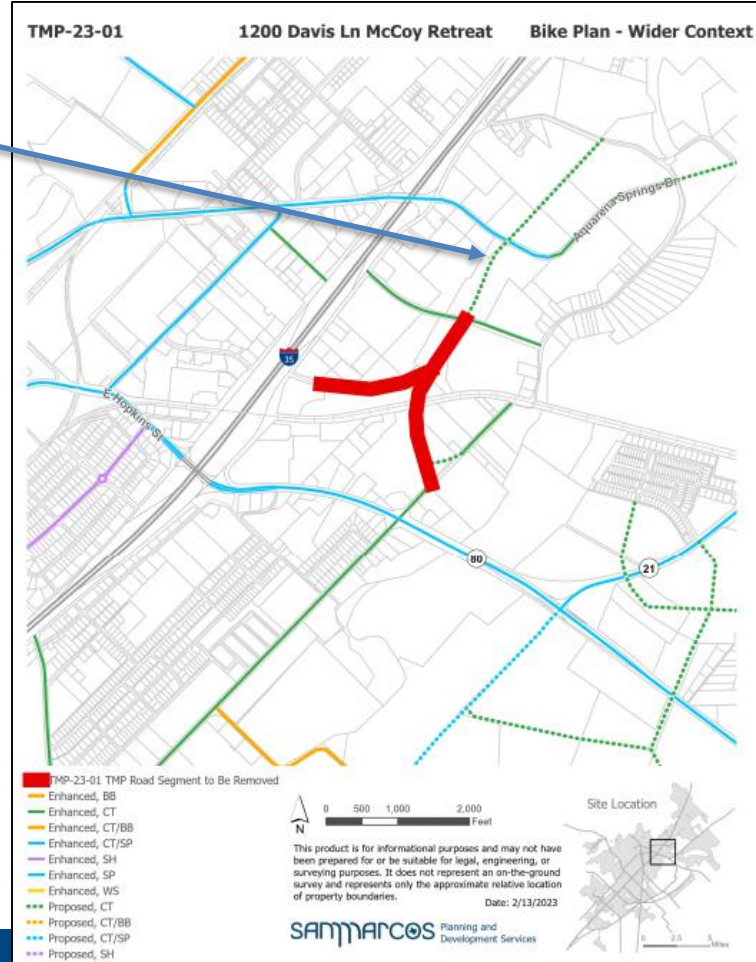 TMP-23-01 1200 Davis Ln McCoy Retreat Bike Plan - Wider Context
Aquarena Springs Dr
35
E Hopkins St
80
21
TMP-23-01 TMP Road Segment to Be Removed
Enhanced, BB
Enhanced, CT
Enhanced, CT/BB
Enhanced, CT/SP
Enhanced, SH
Enhanced, SP
Enhanced, WS
Proposed, CT
Proposed, CT/BB
Proposed, CT/SP
Proposed, SH
N
0 500 1,000 2,000
Feet
This product is for informational purposes and may not have
been prepared for or be suitable for legal, engineering, or
surveying purposes. It does not represent an on-the-ground
survey and represents only the approximate relative location
of property boundaries.
Date: 2/13/2023
SANMARCOS Planning and
Development Services
Site Location
0 2.5 5
Miles